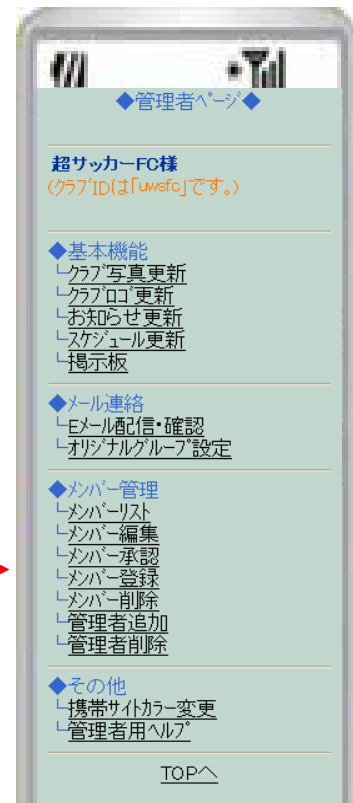 ◆管理者ﾍﾟｰｼﾞ◆
超サッカーFC様
(ｸﾗﾌﾞIDは｢uwsfc｣です。)
◆基本機能
└ｸﾗﾌﾞ写真更新
└ｸﾗﾌﾞﾛｺﾞ更新
└お知らせ更新
└ｽｹｼﾞｭｰﾙ更新
└掲示板
◆ﾒｰﾙ連絡
└Eﾒｰﾙ配信・確認
└ｵﾘｼﾞﾅﾙｸﾞﾙｰﾌﾟ設定
◆ﾒﾝﾊﾞｰ管理
└ﾒﾝﾊﾞｰﾘｽﾄ
└ﾒﾝﾊﾞｰ編集
└ﾒﾝﾊﾞｰ承認
└ﾒﾝﾊﾞｰ登録
└ﾒﾝﾊﾞｰ削除
└管理者追加
└管理者削除
◆その他
└携帯サイトｶﾗｰ変更
└管理者用ﾍﾙﾌﾟ
TOPへ